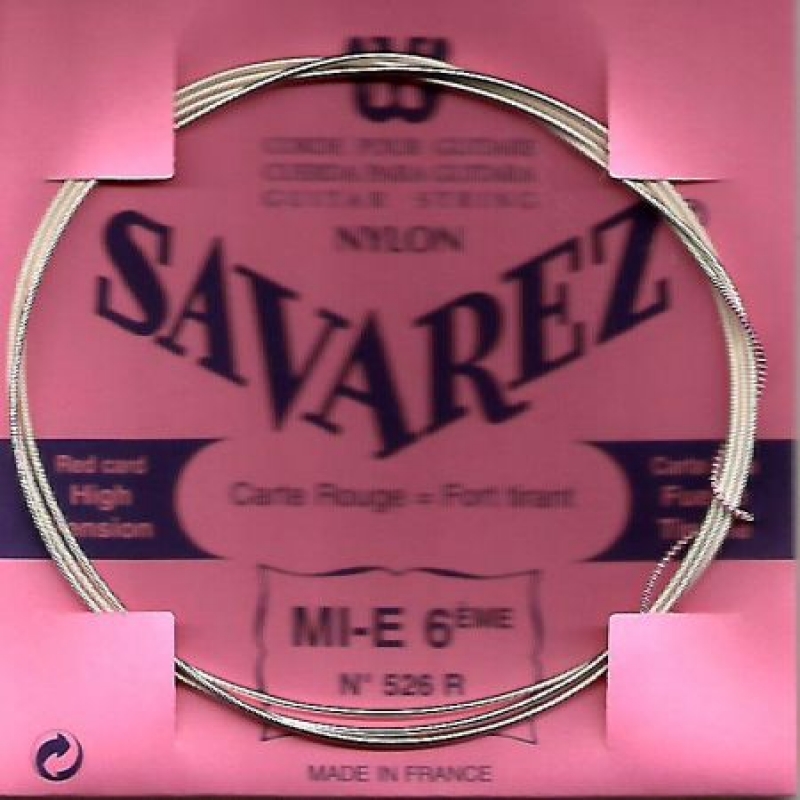 CORDE POUR GUITARE
CUERDA PARA GUITARA
GUITAR STRING
NYLON
SAVAREZ
Red card
High
Carte Rouge = Fort tirant
MI-E 6ÈME
N° 526 R
MADE IN FRANCE